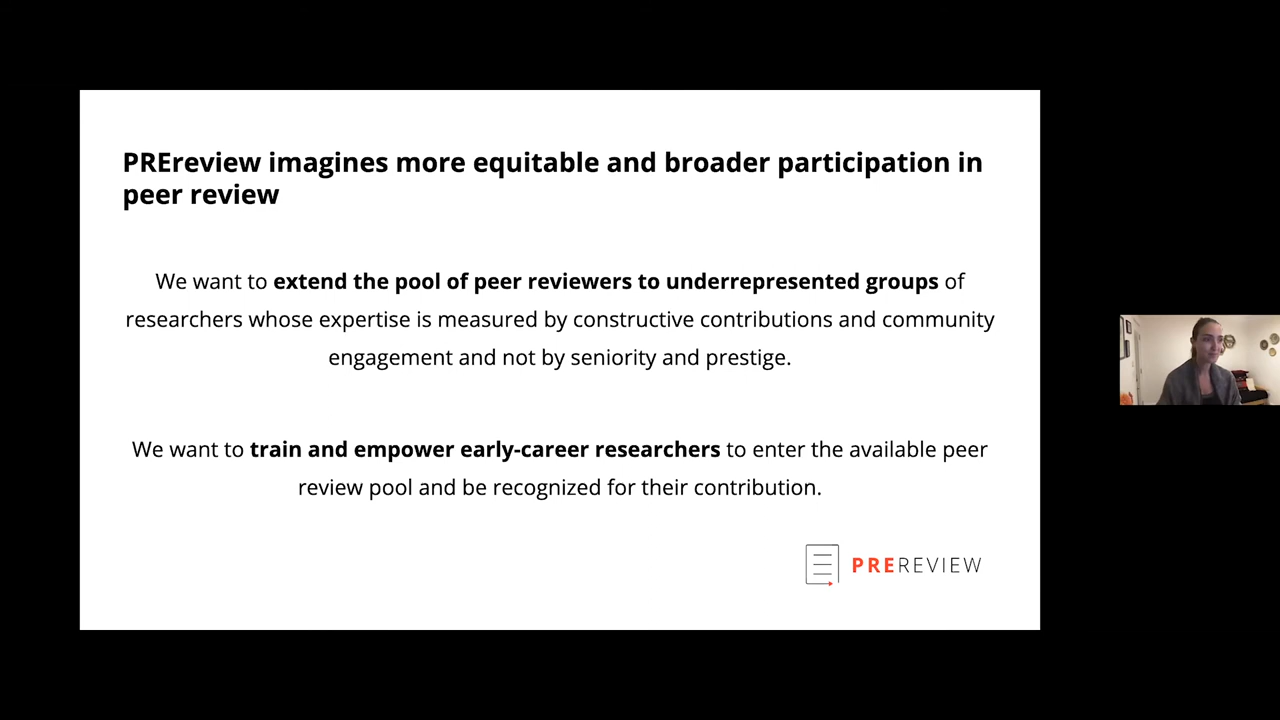 PREreview imagines more equitable and broader participation in
peer review
We want to extend the pool of peer reviewers to underrepresented groups of
researchers whose expertise is measured by constructive contributions and community
engagement and not by seniority and prestige.
We want to train and empower early-career researchers to enter the available peer
review pool and be recognized for their contribution.
PREREVIEW